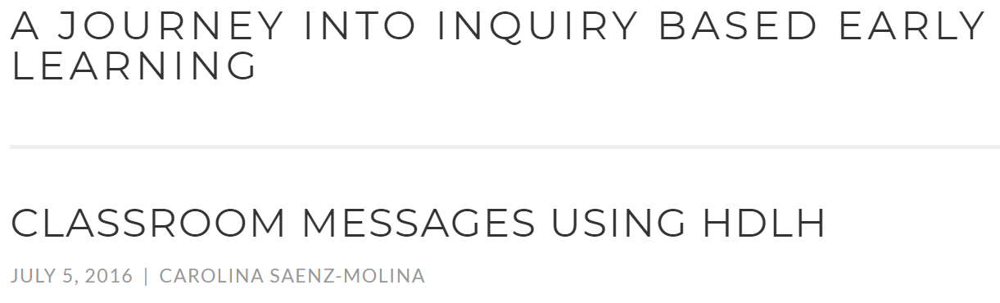 A JOURNEY INTO INQUIRY BASED EARLY
LEARNING
CLASSROOM MESSAGES USING HDLH
JULY 5, 2016 | CAROLINA SAENZ-MOLINA